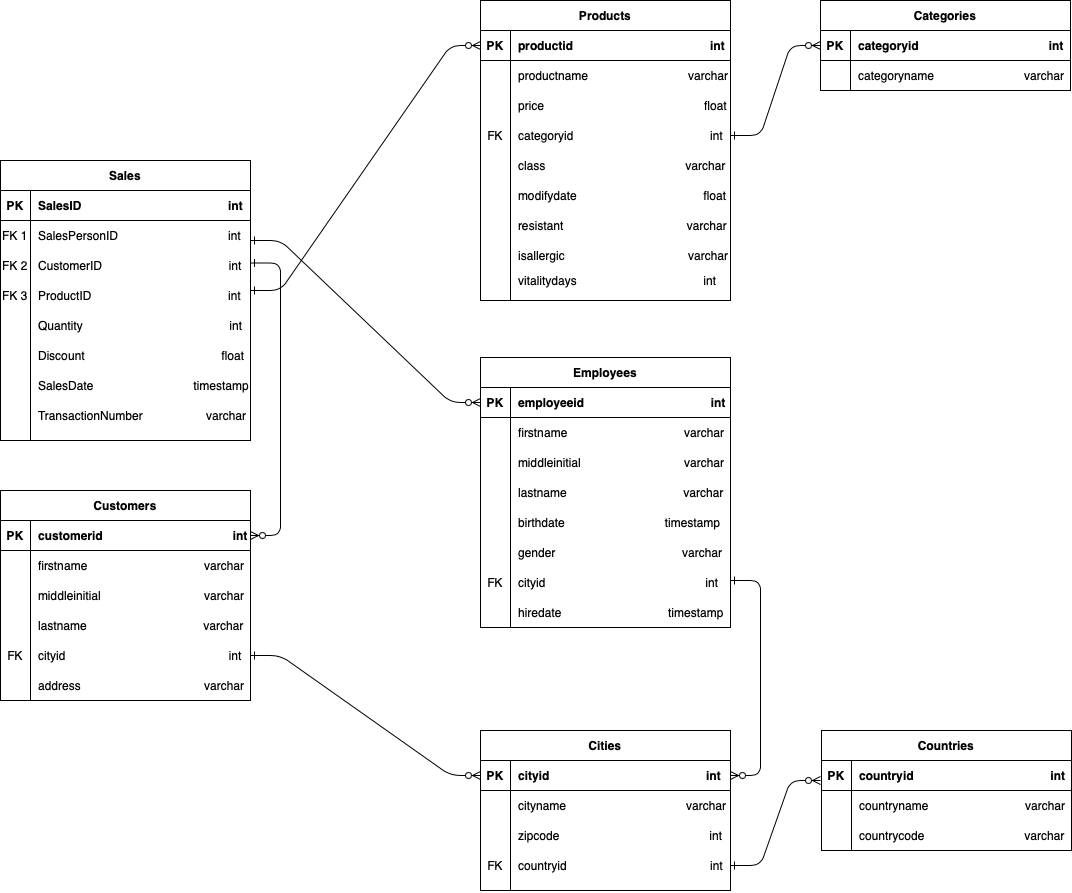 Products
PK productid int
productname varchar
price float
FK categoryid int
class varchar
modifydate float
resistant varchar
isallergic varchar
vitalitydays int
Categories
PK categoryid int
categoryname varchar
Sales
PK SalesID int
FK 1 SalesPersonID int
FK 2 CustomerID int
FK 3 ProductID int
Quantity int
Discount float
SalesDate timestamp
TransactionNumber varchar
Employees
PK employeeid int
firstname varchar
middleinitial varchar
lastname varchar
birthdate timestamp
gender varchar
FK cityid int
hiredate timestamp
Customers
PK customerid int
firstname varchar
middleinitial varchar
lastname varchar
FK cityid int
address varchar
Cities
PK cityid int
cityname varchar
zipcode int
FK countryid int
Countries
PK countryid int
countryname varchar
countrycode varchar